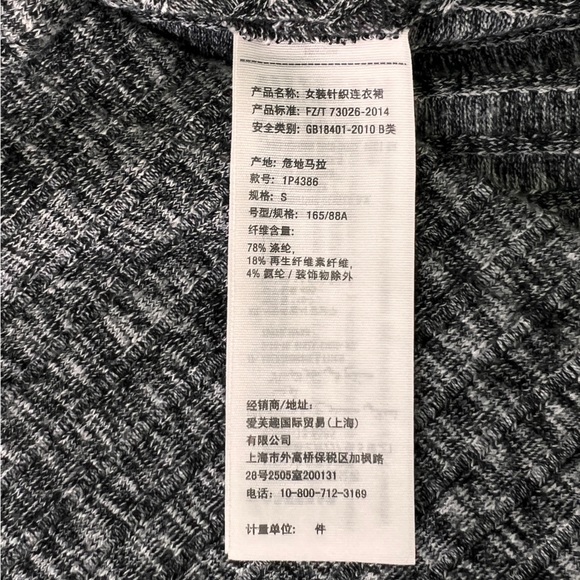 产品名称: 女装针织连衣裙
产品标准: FZ/T 73026-2014
安全类别: GB18401-2010 B类
产地: 危地马拉
款号: 1P4386
规格: S
号型/规格: 165/88A
纤维含量:
78% 涤纶,
18% 再生纤维素纤维,
4% 氨纶 / 装饰物除外
经销商/地址:
爱芙趣国际贸易(上海)
有限公司
上海市外高桥保税区加枫路
28号2505室200131
电话: 10-800-712-3169
计量单位: 件